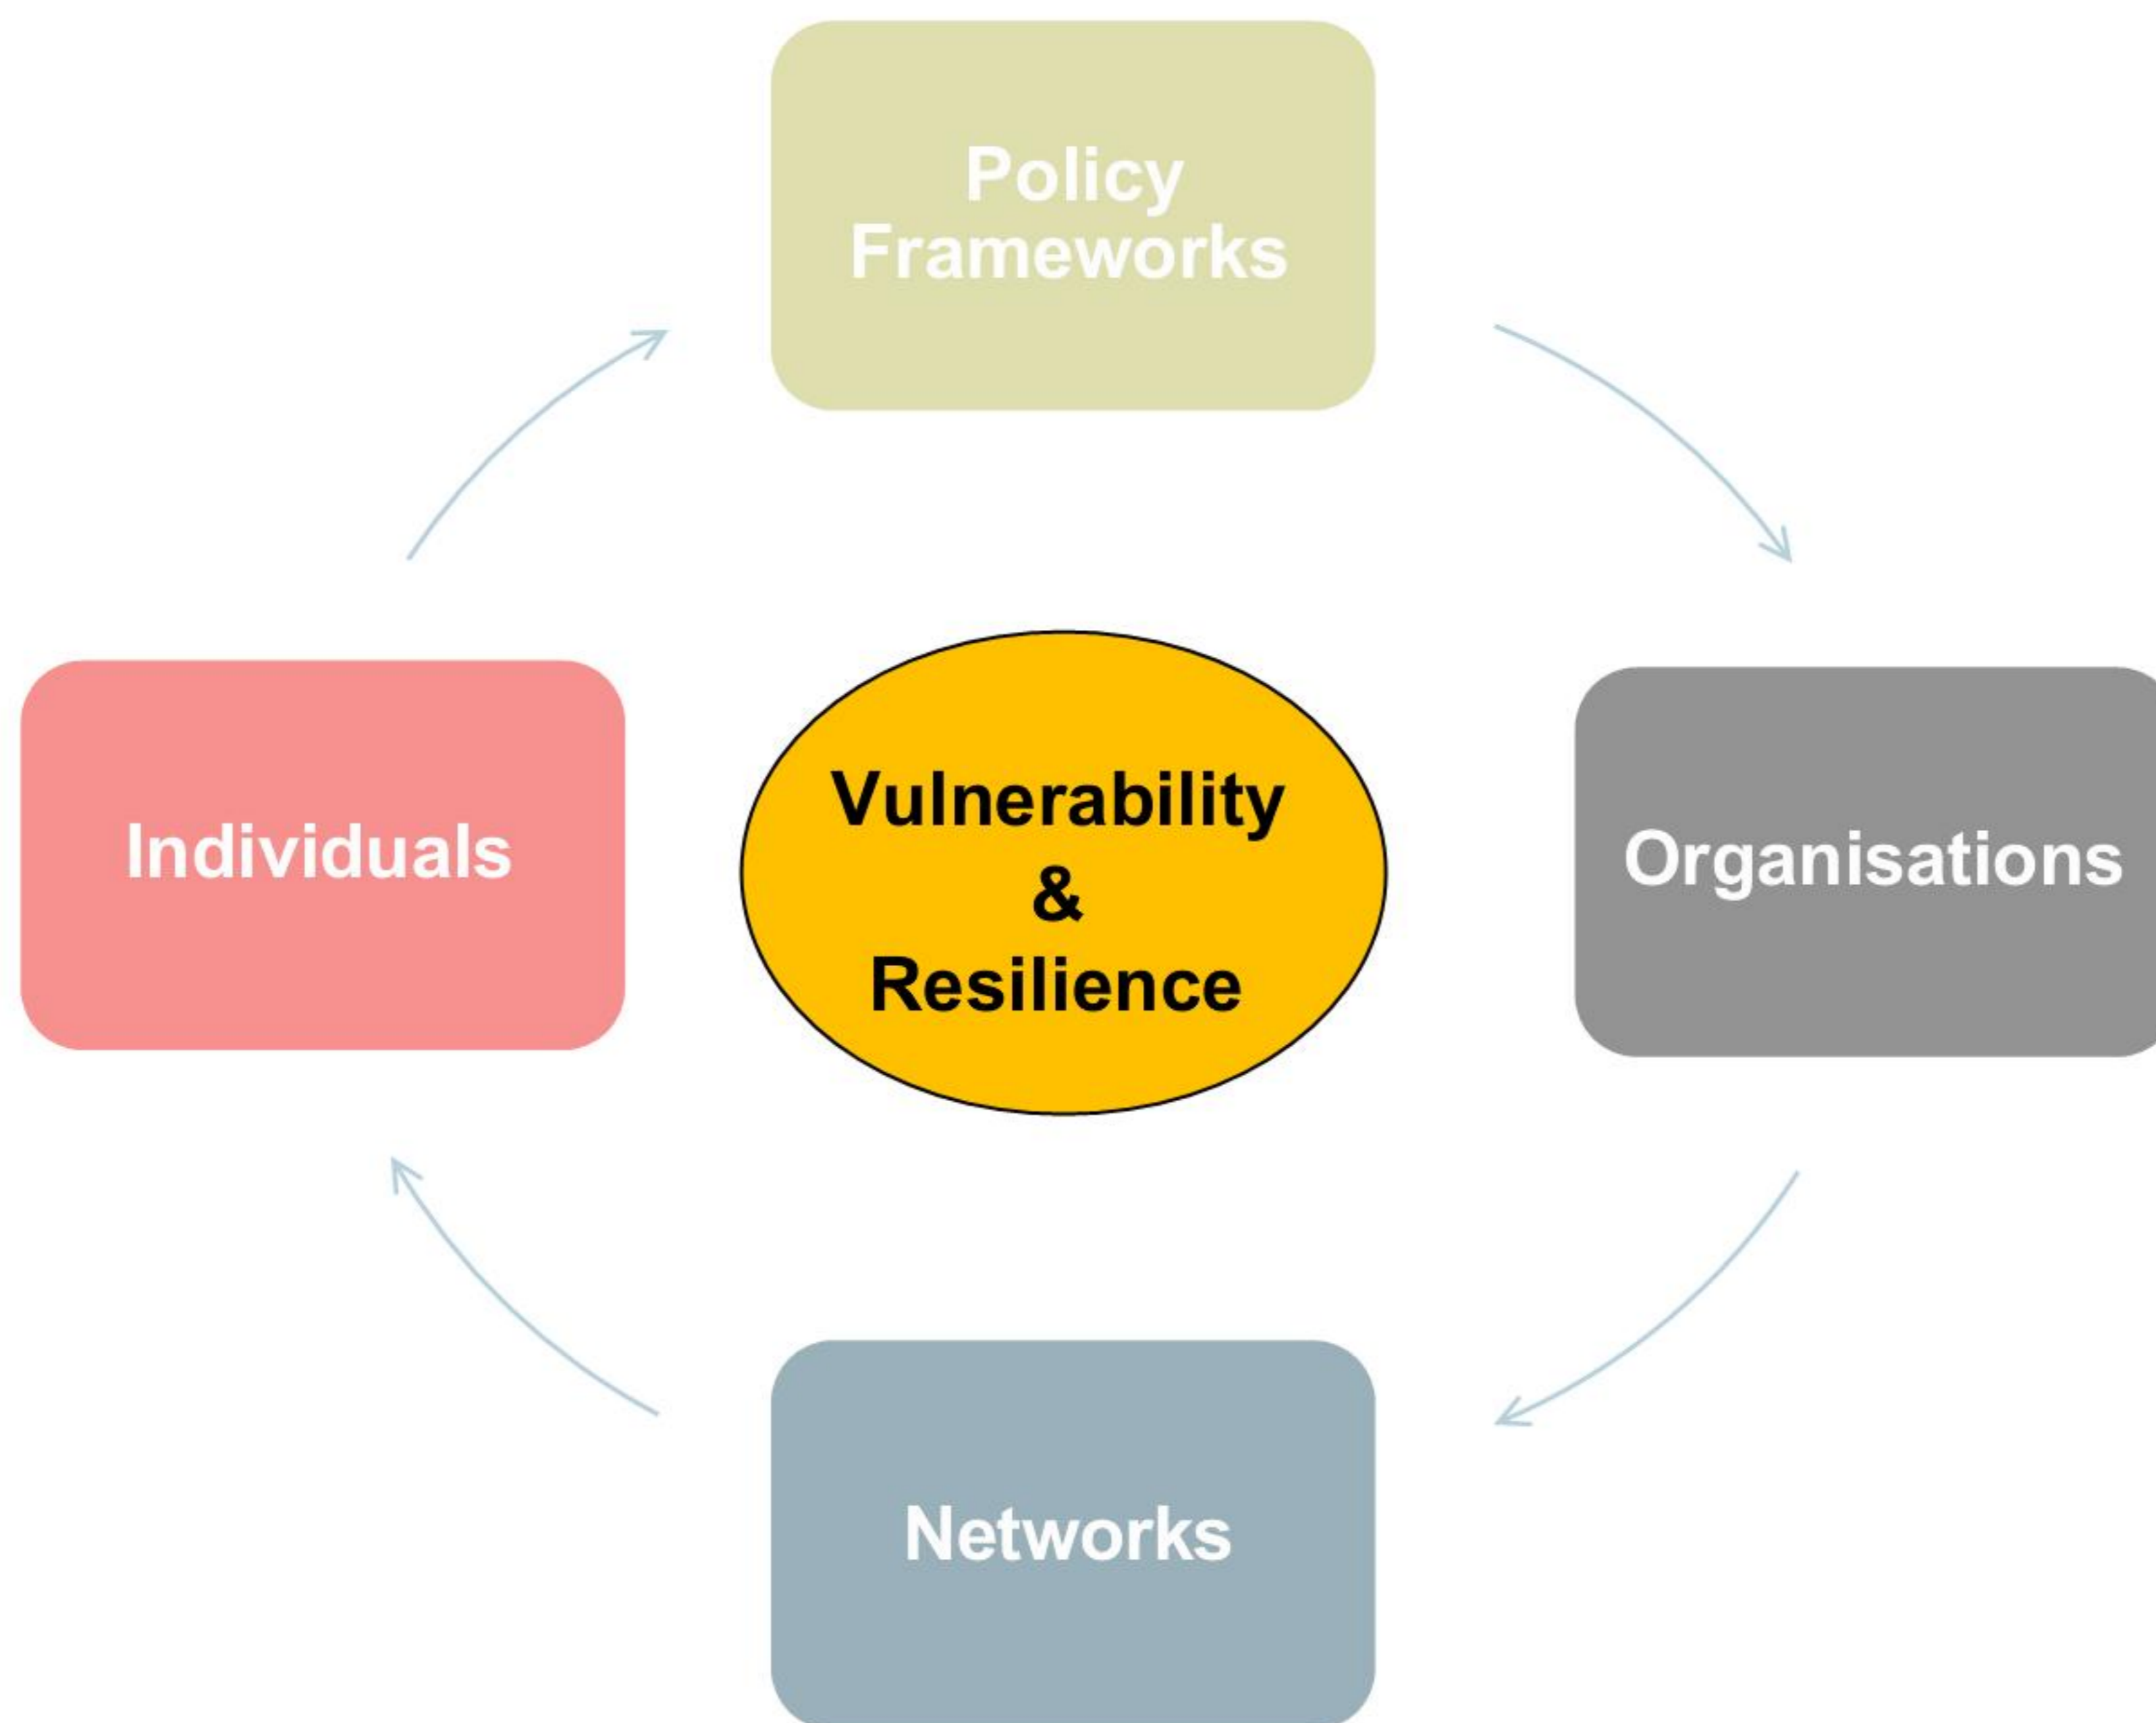 Policy
Frameworks
Individuals
Vulnerability
&
Resilience
Organisations
Networks